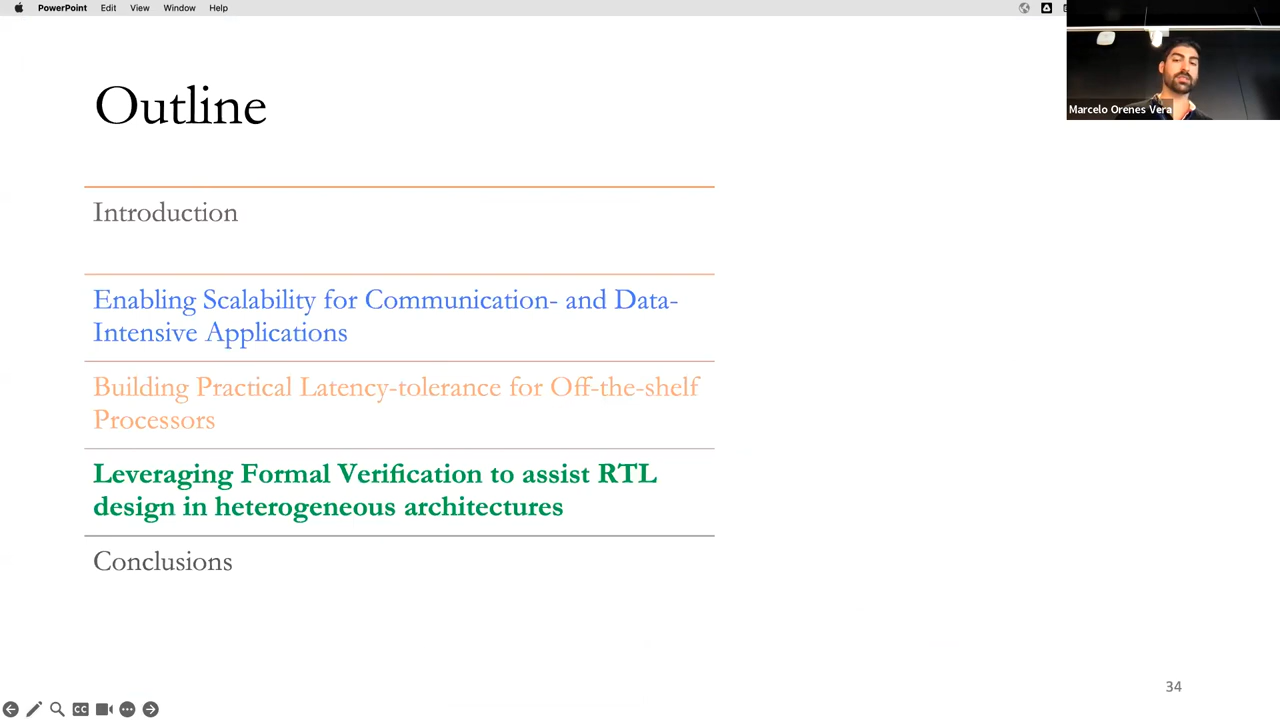 PowerPoint Edit View Window Help
Marcelo Orenes Vera
Outline
Introduction
Enabling Scalability for Communication- and Data-
Intensive Applications
Building Practical Latency-tolerance for Off-the-shelf
Processors
Leveraging Formal Verification to assist RTL
design in heterogeneous architectures
Conclusions
34
CC